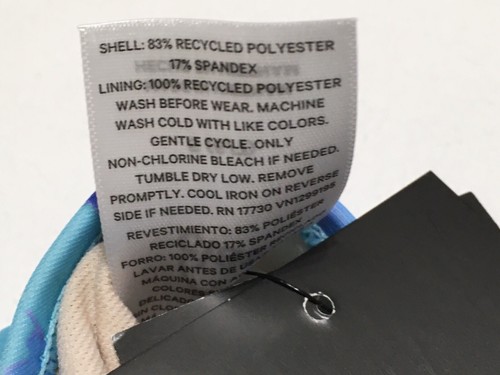 SHELL: 83% RECYCLED POLYESTER
17% SPANDEX
LINING: 100% RECYCLED POLYESTER
WASH BEFORE WEAR. MACHINE
WASH COLD WITH LIKE COLORS.
GENTLE CYCLE. ONLY
NON-CHLORINE BLEACH IF NEEDED.
TUMBLE DRY LOW. REMOVE
PROMPTLY. COOL IRON ON REVERSE
SIDE IF NEEDED. RN 17730 VN1299195
REVESTIMIENTO: 83% POLIÉSTER
RECICLADO 17% SPANDEX
FORRO: 100% POLIÉSTER
LAVAR ANTES DE
MÁQUINA CON
COLORES
DELICADO